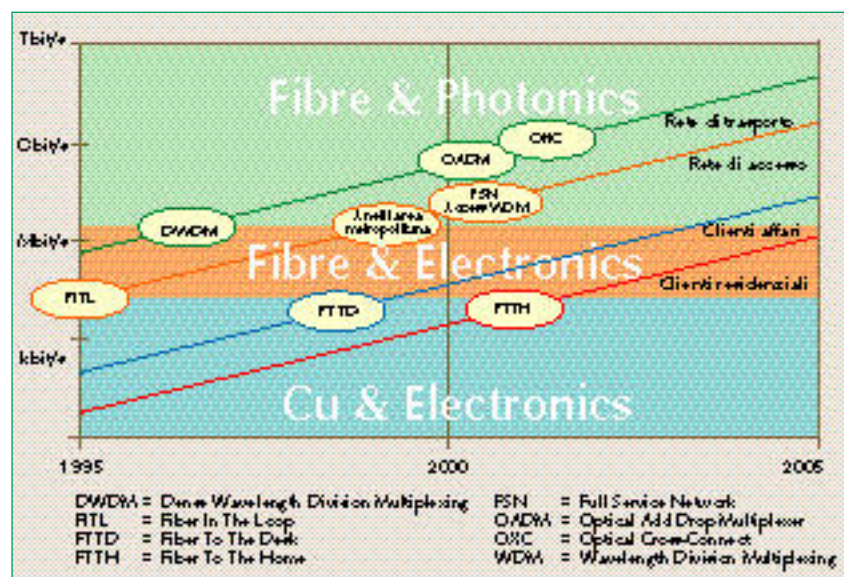 Tbit/s
Fibre & Photonics
Rete di trasporto
OXC
Gbit/s
OADM
Rete di accesso
FSN
Accesso WDM
Anelli area
metropolitana
DWDM
Clienti affari
Mbit/s
Fibre & Electronics
Clienti residenziali
FITL
FTTD
FTTH
kbit/s
Cu & Electronics
1995
2000
2005
DWDM = Dense Wavelength Division Multiplexing
FITL = Fiber In The Loop
FTTD = Fiber To The Desk
FTTH = Fiber To The Home
FSN = Full Service Network
OADM = Optical Add Drop Multiplexer
OXC = Optical Cross-Connect
WDM = Wavelength Division Multiplexing